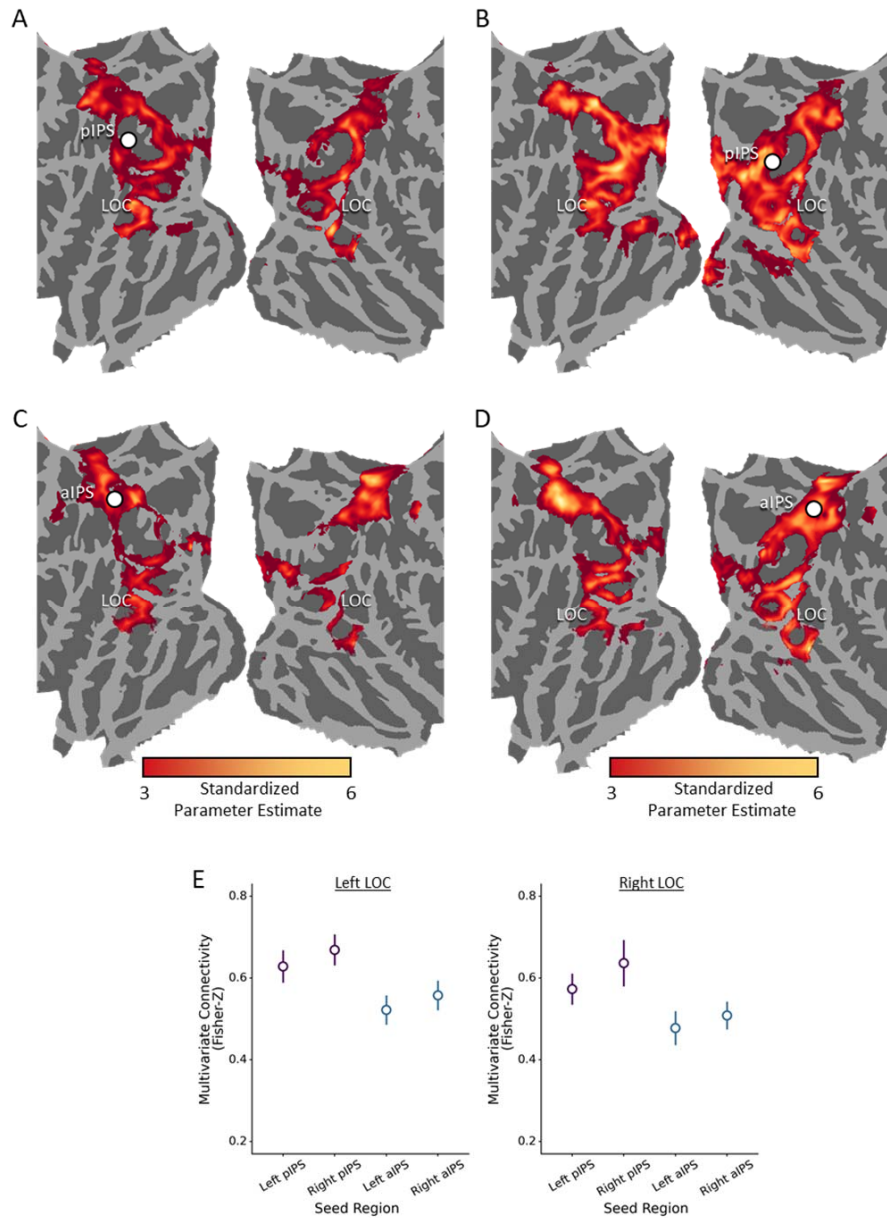 A
B
pIPS
LOC
LOC
LOC
pIPS
LOC
C
D
aIPS
LOC
LOC
LOC
aIPS
LOC
3 Standardized 6
Parameter Estimate
3 Standardized 6
Parameter Estimate
E
Left LOC
Multivariate Connectivity
(Fisher-Z)
0.8
0.6
0.4
0.2
Left pIPS
Right pIPS
Left aIPS
Right aIPS
Seed Region
Right LOC
Multivariate Connectivity
(Fisher-Z)
0.8
0.6
0.4
0.2
Left pIPS
Right pIPS
Left aIPS
Right aIPS
Seed Region